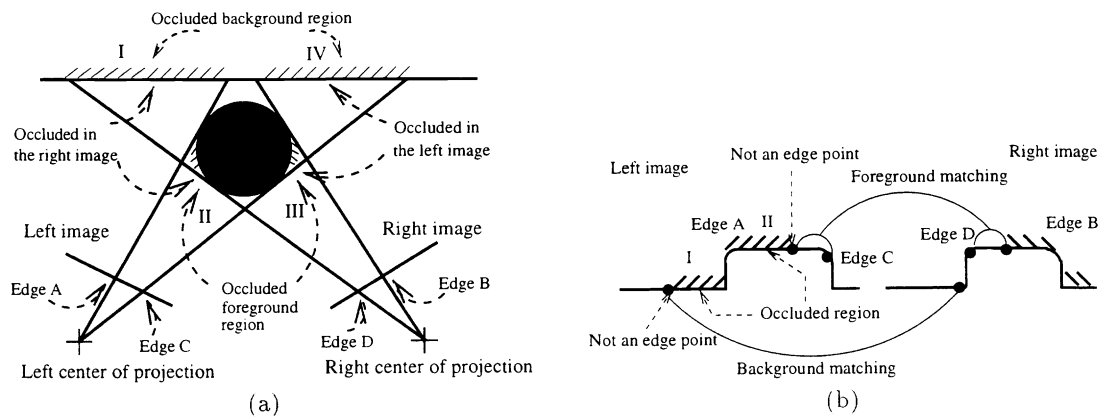 Occluded background region
I
IV
Occluded in
the right image
Occluded in
the left image
II
III
Left image
Right image
Edge A
Edge B
Occluded
foreground
region
Edge C
Edge D
Left center of projection
Right center of projection
(a)
Left image
Not an edge point
Right image
Foreground matching
Edge A
II
Edge D
Edge B
I
Edge C
Occluded region
Not an edge point
Background matching
(b)